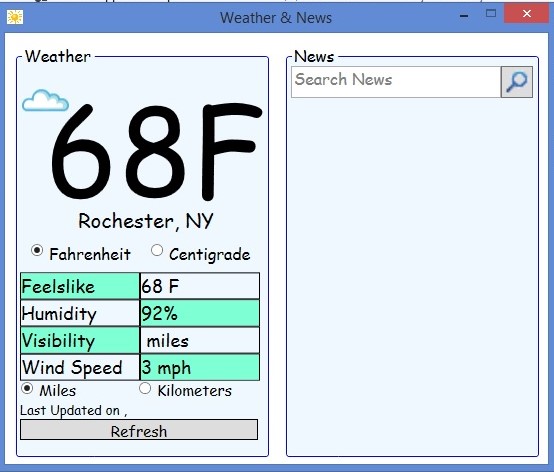 Weather & News
Weather
68F
Rochester, NY
Fahrenheit Centigrade
Feelslike 68 F
Humidity 92%
Visibility miles
Wind Speed 3 mph
Miles Kilometers
Last Updated on ,
Refresh
News
Search News